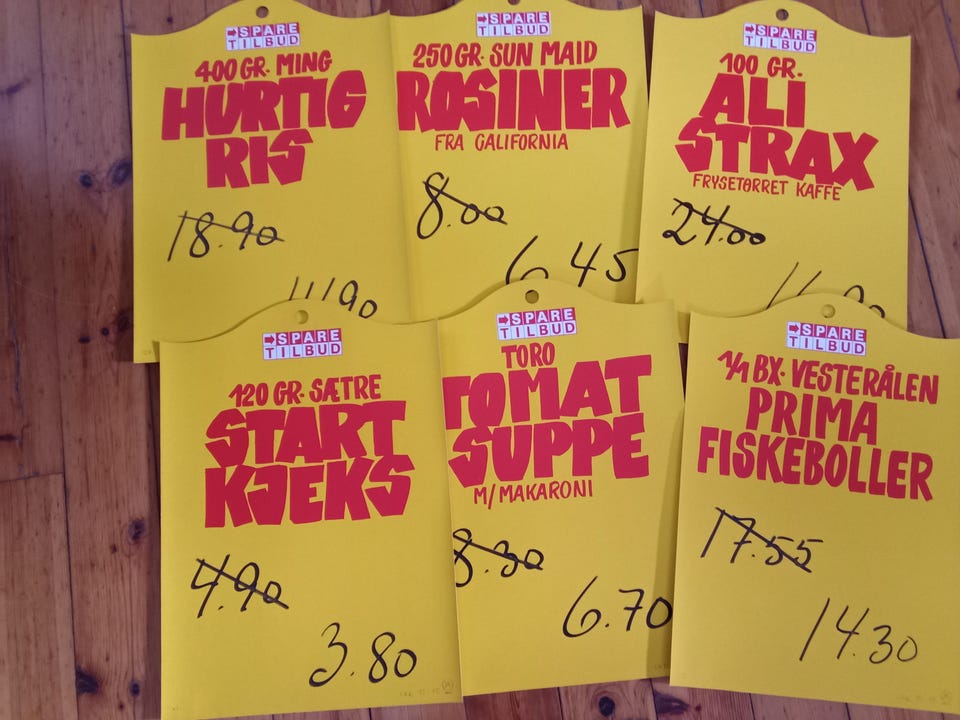 SPARE
TILBUD
400 GR. MING
HURTIG
RIS
18.90
SPARE
TILBUD
250 GR. SUN MAID
ROSINER
FRA CALIFORNIA
8.00
6.45
SPARE
TILBUD
100 GR.
ALI
STRAX
FRYSETØRRET KAFFE
24.00
SPARE
TILBUD
120 GR. SÆTRE
START
KJEKS
4.90
3.80
SPARE
TILBUD
TORO
TOMAT
SUPPE
M/MAKARONI
8.30
6.70
SPARE
TILBUD
1/1 BX. VESTERÅLEN
PRIMA
FISKEBOLLER
17.55
14.30